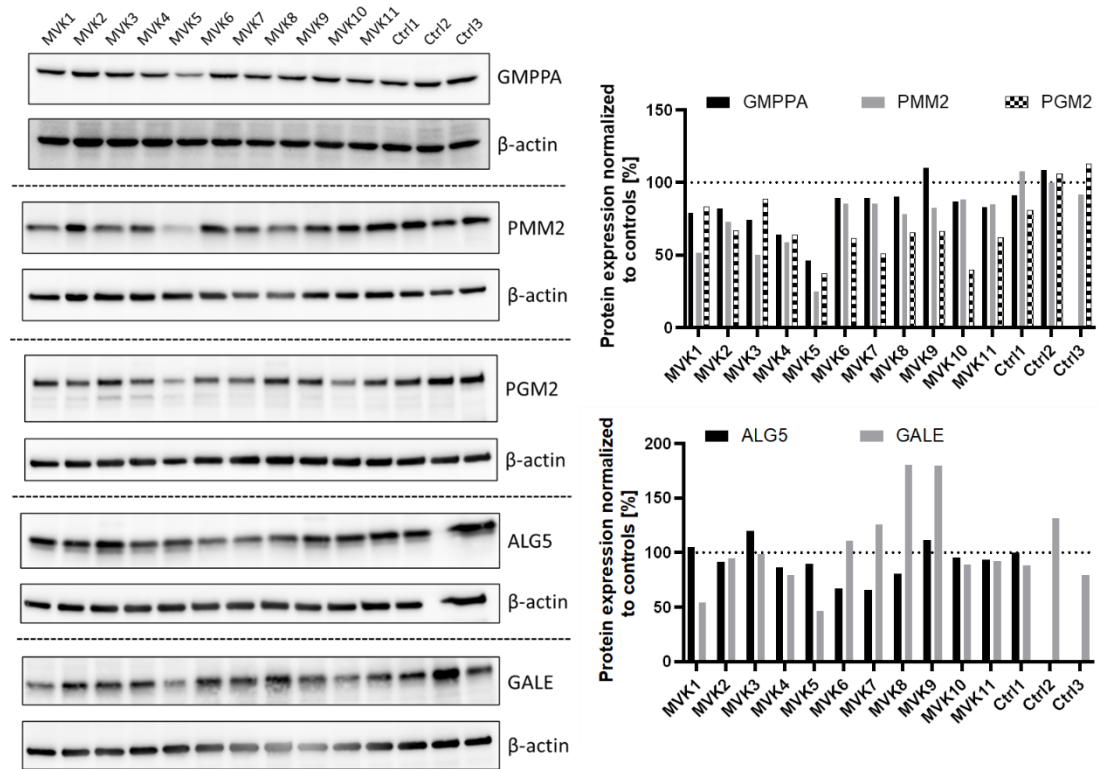 MVK1 MVK2 MVK3 MVK4 MVK5 MVK6 MVK7 MVK8 MVK9 MVK10 MVK11 Ctrl1 Ctrl2 Ctrl3
GMPPA
β-actin
PMM2
β-actin
PGM2
β-actin
ALG5
β-actin
GALE
β-actin
GMPPA PMM2 PGM2
Protein expression normalized
to controls [%]
150
100
50
0
MVK1 MVK2 MVK3 MVK4 MVK5 MVK6 MVK7 MVK8 MVK9 MVK10 MVK11 Ctrl1 Ctrl2 Ctrl3
ALG5 GALE
Protein expression normalized
to controls [%]
200
150
100
50
0
MVK1 MVK2 MVK3 MVK4 MVK5 MVK6 MVK7 MVK8 MVK9 MVK10 MVK11 Ctrl1 Ctrl2 Ctrl3